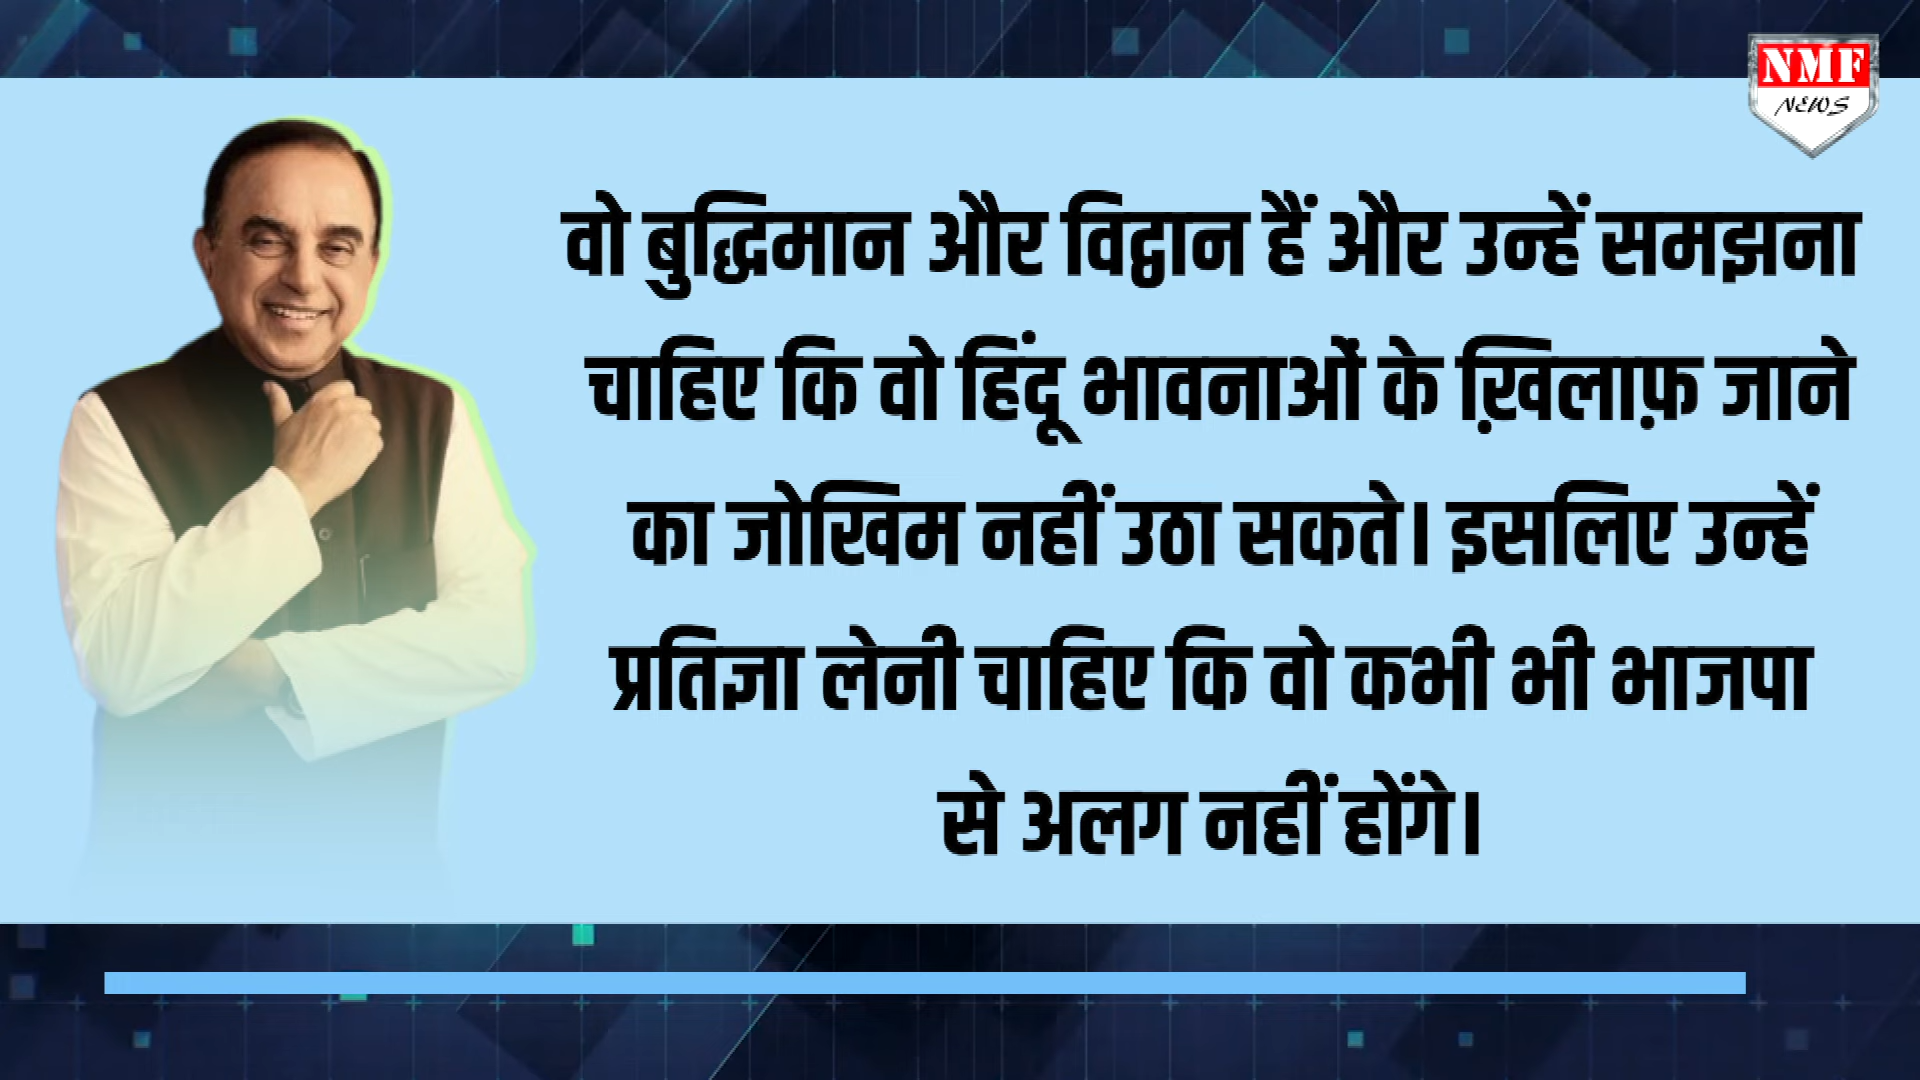 NMF
NEWS
वो बुद्धिमान और विद्वान हैं और उन्हें समझना
चाहिए कि वो हिंदू भावनाओं के ख़िलाफ़ जाने
का जोखिम नहीं उठा सकते। इसलिए उन्हें
प्रतिज्ञा लेनी चाहिए कि वो कभी भी भाजपा
से अलग नहीं होंगे।